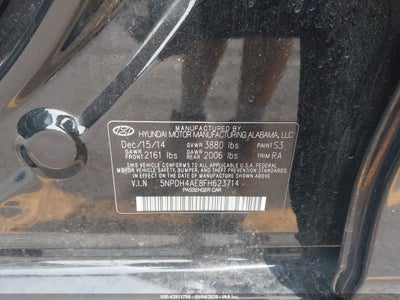 MANUFACTURED BY
HYUNDAI MOTOR MANUFACTURING ALABAMA, LLC
Dec/15/14 GVWR 3880 lbs PAINT S3
GAWR FRONT 2161 lbs GAWR REAR 2006 lbs TRIM RA
THIS VEHICLE CONFORMS TO ALL APPLICABLE U.S.A FEDERAL
MOTOR VEHICLE SAFETY, BUMPER, AND THEFT PREVENTION
STANDARDS IN EFFECT ON THE DATE OF MANUFACTURE
SHOWN ABOVE.
V.I.N 5NPDH4AE8FH623714
PASSENGER CAR